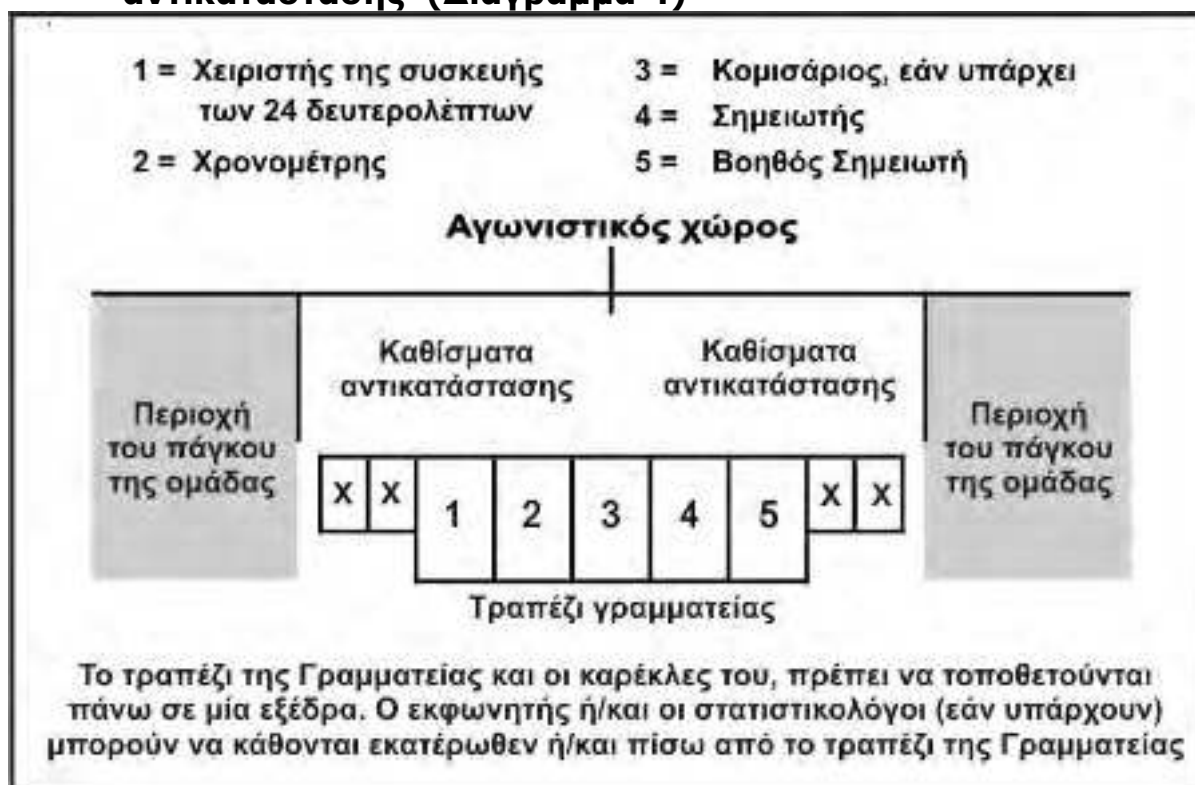 αντικατάστασης (Διάγραμμα 4)
1 = Χειριστής της συσκευής
των 24 δευτερολέπτων
2 = Χρονομέτρης
3 = Κομισάριος, εάν υπάρχει
4 = Σημειωτής
5 = Βοηθός Σημειωτή
Αγωνιστικός χώρος
Περιοχή
του πάγκου
της ομάδας
Καθίσματα
αντικατάστασης
Καθίσματα
αντικατάστασης
Περιοχή
του πάγκου
της ομάδας
X X 1 2 3 4 5 X X
Τραπέζι γραμματείας
Το τραπέζι της Γραμματείας και οι καρέκλες του, πρέπει να τοποθετούνται
πάνω σε μία εξέδρα. Ο εκφωνητής ή/και οι στατιστικολόγοι (εάν υπάρχουν)
μπορούν να κάθονται εκατέρωθεν ή/και πίσω από το τραπέζι της Γραμματείας